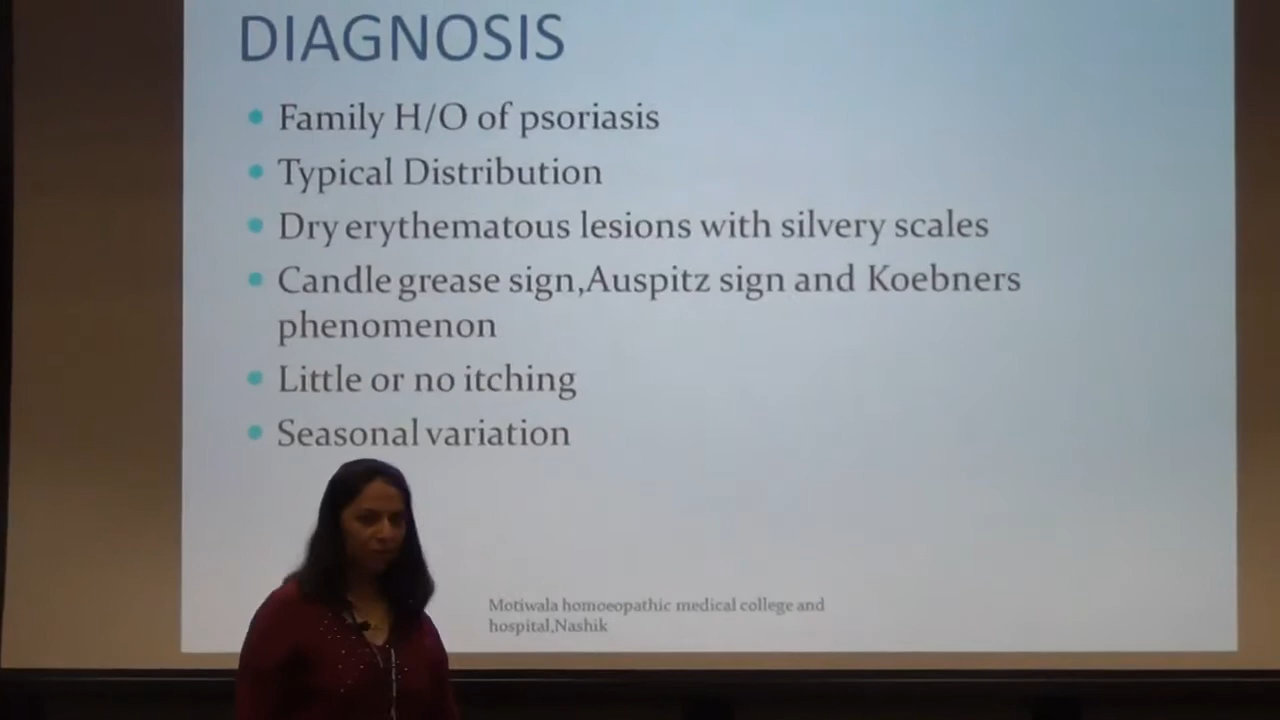 DIAGNOSIS
Family H/O of psoriasis
Typical Distribution
Dry erythematous lesions with silvery scales
Candle grease sign,Auspitz sign and Koebners
phenomenon
Little or no itching
Seasonal variation
Motiwala homoeopathic medical college and
hospital,Nashik